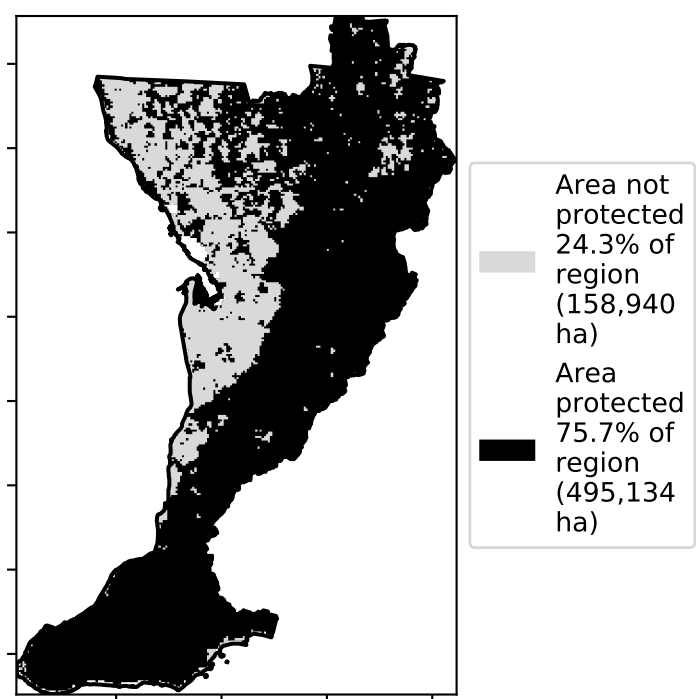 Area not
protected
24.3% of
region
(158,940
ha)
Area
protected
75.7% of
region
(495,134
ha)